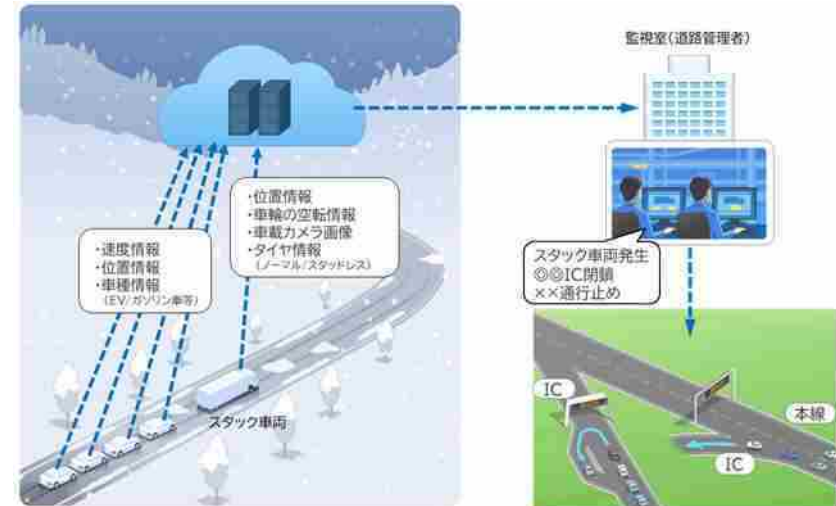 監視室(道路管理者)
・位置情報
・車輪の空転情報
・車載カメラ画像
・タイヤ情報
(ノーマル/スタッドレス)
・速度情報
・位置情報
・車種情報
(EV/ガソリン車等)
スタック車両
スタック車両発生
◎◎IC閉鎖
××通行止め
IC
本線
IC